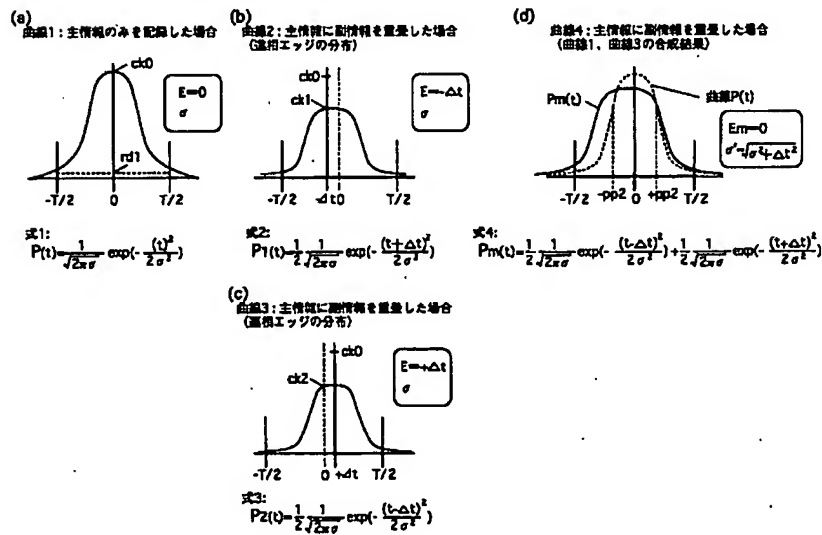 (a)
曲線1：主情報のみを記録した場合
ck0
E=0
σ
rd1
-T/2 0 T/2
式1:
P(t)=1/√2πσ exp(-(t)²/2σ²)
(b)
曲線2：主情報に副情報を重畳した場合
(進相エッジの分布)
ck0
ck1
E=-Δt
σ
-T/2 -Δt0 T/2
式2:
P1(t)=1/2 1/√2πσ exp(-(t+Δt)²/2σ²)
(c)
曲線3：主情報に副情報を重畳した場合
(遅相エッジの分布)
ck0
ck2
E=+Δt
σ
-T/2 0 +Δt T/2
式3:
P2(t)=1/2 1/√2πσ exp(-(t-Δt)²/2σ²)
(d)
曲線4：主情報に副情報を重畳した場合
(曲線1、曲線3の合成結果)
Pm(t)
曲線P(t)
Em=0
σ'=√σ²+Δt²
-T/2 -pp2 0 +pp2 T/2
式4:
Pm(t)=1/2 1/√2πσ exp(-(t-Δt)²/2σ²)+1/2 1/√2πσ exp(-(t+Δt)²/2σ²)